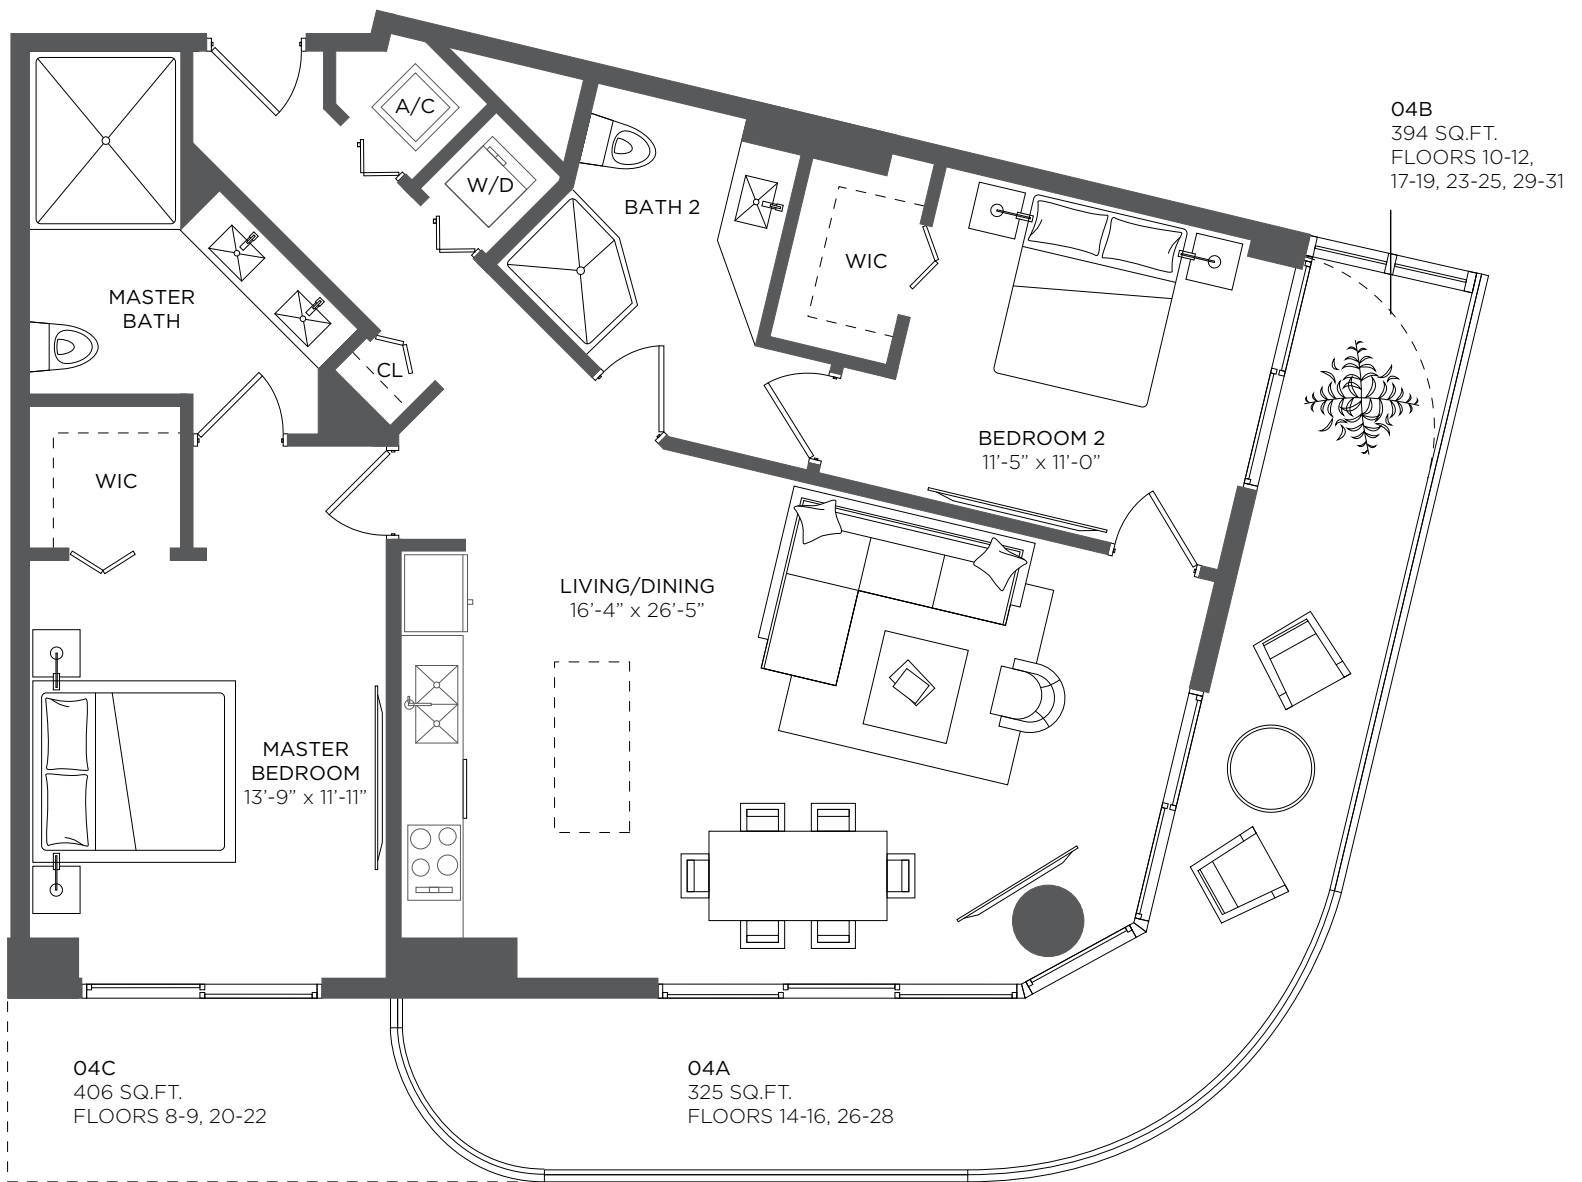 A/C
W/D
BATH 2
WIC
04B
394 SQ.FT.
FLOORS 10-12,
17-19, 23-25, 29-31
MASTER
BATH
CL
BEDROOM 2
11’-5” x 11’-0”
WIC
LIVING/DINING
16’-4” x 26’-5”
MASTER
BEDROOM
13’-9” x 11’-11”
04C
406 SQ.FT.
FLOORS 8-9, 20-22
04A
325 SQ.FT.
FLOORS 14-16, 26-28